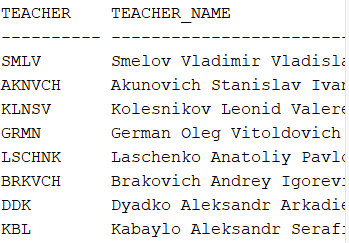 TEACHER    TEACHER_NAME
---------- -----------------------
SMLV       Smelov Vladimir Vladisla
AKNVCH     Akunovich Stanislav Ivan
KLNSV      Kolesnikov Leonid Valere
GRMN       German Oleg Vitoldovich
LSCHNK     Laschenko Anatoliy Pavlo
BRKVCH     Brakovich Andrey Igorevi
DDK        Dyadko Aleksandr Arkadie
KBL        Kabaylo Aleksandr Serafi